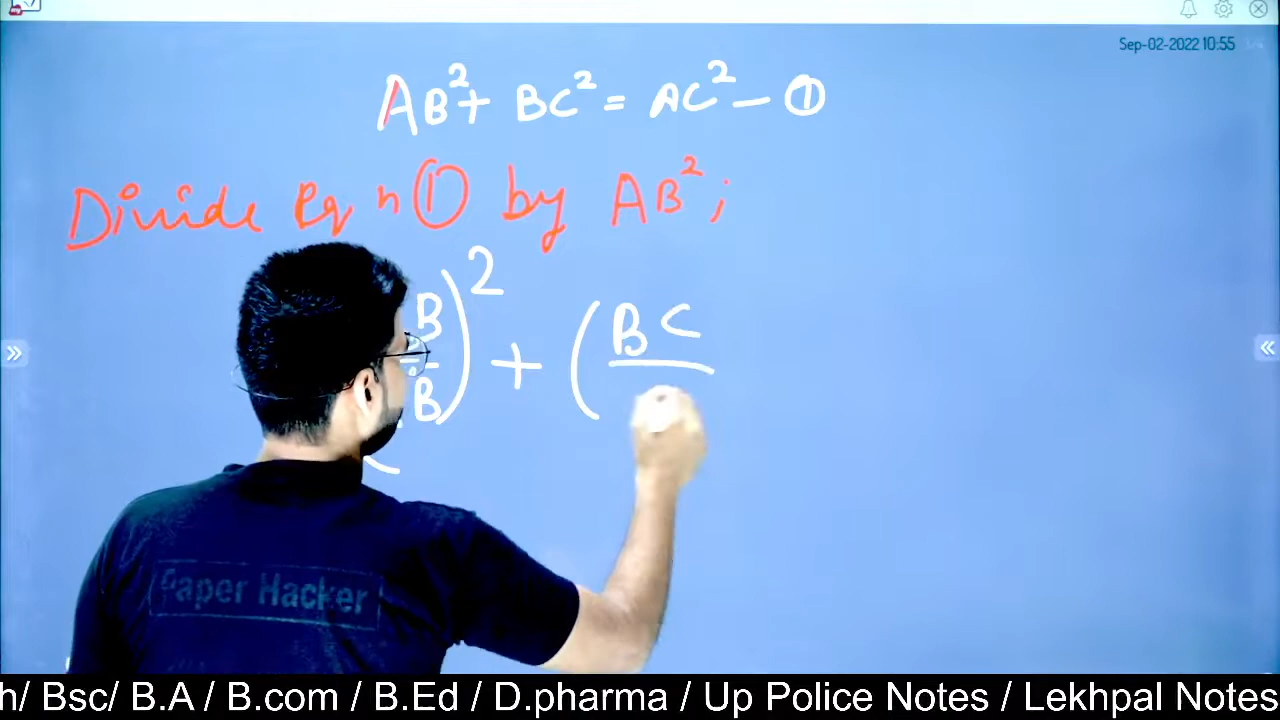 Sep-02-2022 10:55
AB²+ BC² = AC² — ①
Divide Eqn ① by AB² ;
B)² + (BC
B
Paper Hacker
h/ Bsc/ B.A / B.com / B.Ed / D.pharma / Up Police Notes / Lekhpal Notes